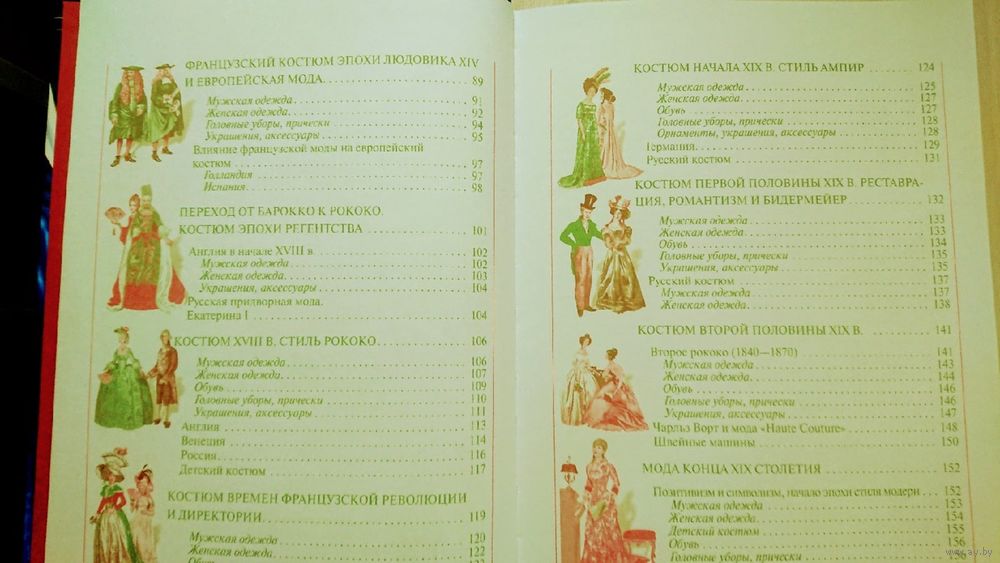 ФРАНЦУЗСКИЙ КОСТЮМ ЭПОХИ ЛЮДОВИКА XIV
И ЕВРОПЕЙСКАЯ МОДА. 89
Мужская одежда 91
Женская одежда. 92
Головные уборы, прически 94
Украшения, аксессуары 95
Влияние французской моды на европейский
костюм 97
Голландия 97
Испания 98
ПЕРЕХОД ОТ БАРОККО К РОКОКО.
КОСТЮМ ЭПОХИ РЕГЕНТСТВА 101
Англия в начале XVIII в. 102
Мужская одежда 102
Женская одежда 103
Украшения, аксессуары 104
Русская придворная мода.
Екатерина I 104
КОСТЮМ XVIII В. СТИЛЬ РОКОКО. 106
Мужская одежда 106
Женская одежда. 107
Обувь 109
Головные уборы, прически 110
Украшения, аксессуары 111
Англия 113
Венеция 114
Россия 116
Детский костюм 117
КОСТЮМ ВРЕМЕН ФРАНЦУЗСКОЙ РЕВОЛЮЦИИ
И ДИРЕКТОРИИ. 119
Мужская одежда 120
Женская одежда 122
КОСТЮМ НАЧАЛА XIX В. СТИЛЬ АМПИР 124
Мужская одежда 125
Женская одежда 127
Обувь 127
Головные уборы, прически 128
Орнаменты, украшения, аксессуары 128
Германия 129
Русский костюм 131
КОСТЮМ ПЕРВОЙ ПОЛОВИНЫ XIX В. РЕСТАВРА-
ЦИЯ, РОМАНТИЗМ И БИДЕРМЕЙЕР 132
Мужская одежда 133
Женская одежда 133
Обувь 134
Головные уборы, прически 135
Украшения, аксессуары 135
Русский костюм 137
Мужская одежда 137
Женская одежда 138
КОСТЮМ ВТОРОЙ ПОЛОВИНЫ XIX В. 141
Второе рококо (1840—1870) 141
Мужская одежда 143
Женская одежда 144
Обувь 146
Головные уборы, прически 146
Украшения, аксессуары 147
Чарльз Ворт и мода «Haute Couture» 148
Швейные машины 150
МОДА КОНЦА XIX СТОЛЕТИЯ 152
Позитивизм и символизм, начало эпохи стиля модерн 152
Мужская одежда 153
Женская одежда 154
Детский костюм 155
Обувь 156
Головные уборы, прически
www.ay.by